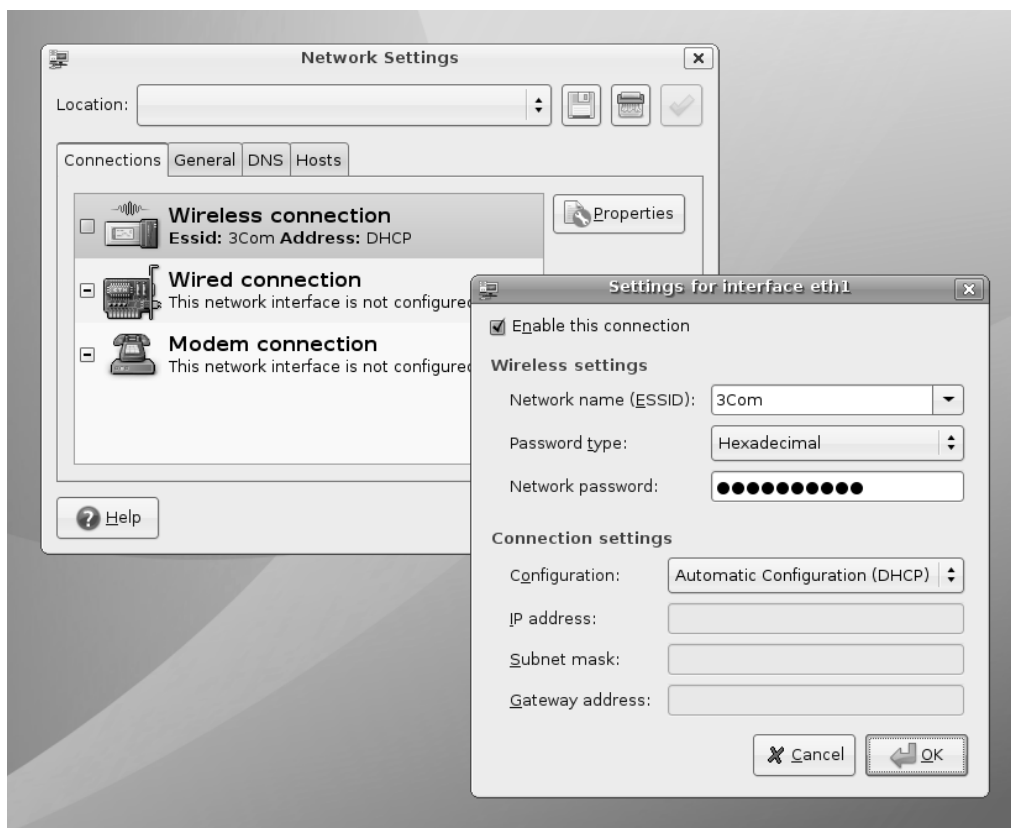 Network Settings
Location:
Connections General DNS Hosts
Wireless connection
Essid: 3Com Address: DHCP
Properties
Wired connection
This network interface is not configured
Modem connection
This network interface is not configured
Help
Settings for interface eth1
Enable this connection
Wireless settings
Network name (ESSID): 3Com
Password type: Hexadecimal
Network password: ●●●●●●●●●●
Connection settings
Configuration: Automatic Configuration (DHCP)
IP address:
Subnet mask:
Gateway address:
Cancel OK